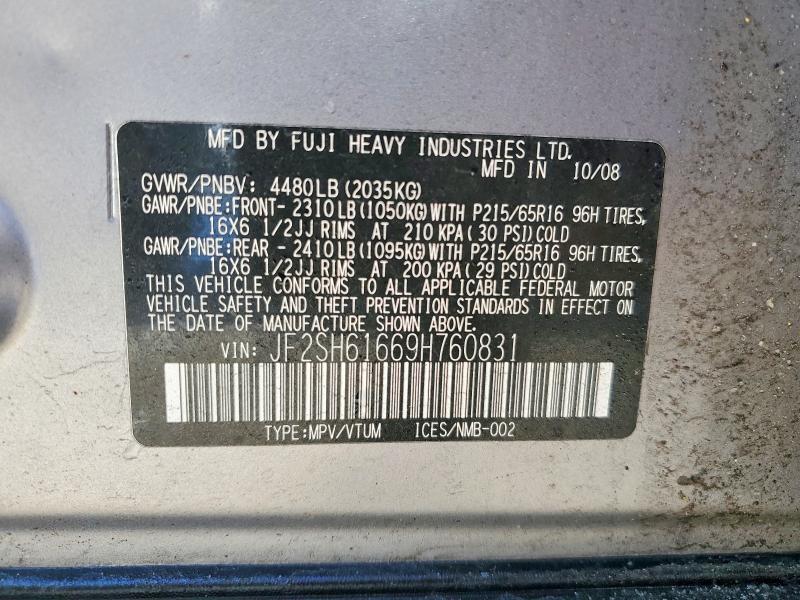 MFD BY FUJI HEAVY INDUSTRIES LTD.
MFD IN 10/08
GVWR/PNBV: 4480LB (2035KG)
GAWR/PNBE:FRONT- 2310LB (1050KG)WITH P215/65R16 96H TIRES,
16X6 1/2JJ RIMS AT 210 KPA ( 30 PSI) COLD
GAWR/PNBE:REAR - 2410LB (1095KG)WITH P215/65R16 96H TIRES,
16X6 1/2JJ RIMS AT 200 KPA ( 29 PSI) COLD
THIS VEHICLE CONFORMS TO ALL APPLICABLE FEDERAL MOTOR
VEHICLE SAFETY AND THEFT PREVENTION STANDARDS IN EFFECT ON
THE DATE OF MANUFACTURE SHOWN ABOVE.
VIN: JF2SH61669H760831
TYPE:MPV/VTUM ICES/NMB-002